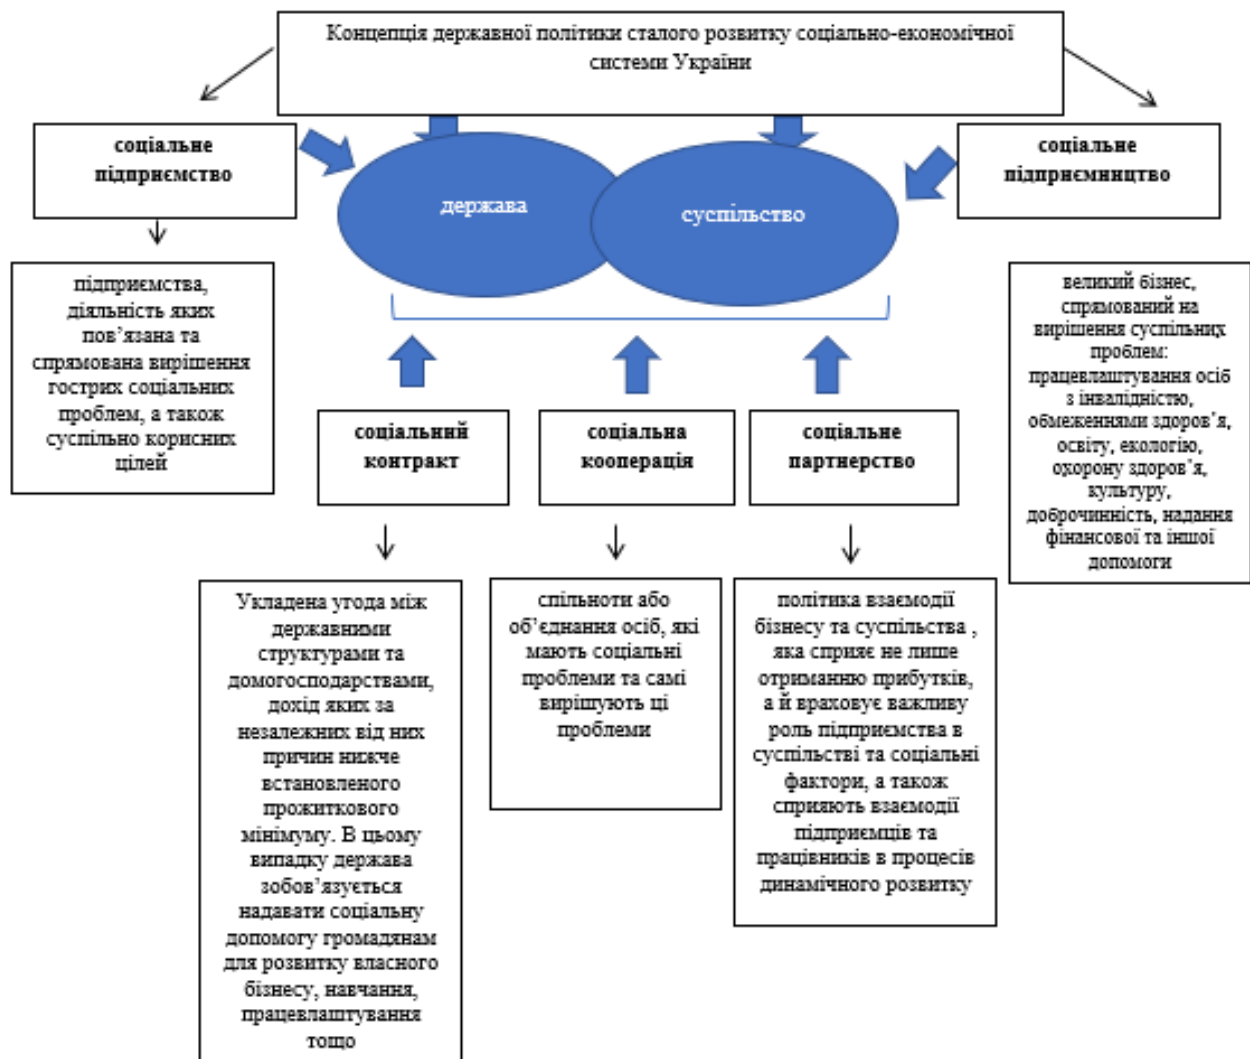 Концепція державної політики сталого розвитку соціально-економічної
системи України
соціальне
підприємство
держава
суспільство
соціальне
підприємництво
підприємства,
діяльність яких
пов’язана та
спрямована вирішення
гострих соціальних
проблем, а також
суспільно корисних
цілей
великий бізнес,
спрямований на
вирішення суспільних
проблем:
працевлаштування осіб
з інвалідністю,
обмеженнями здоров’я,
освіту, екологію,
охорону здоров’я,
культуру,
доброчинність, надання
фінансової та іншої
допомоги
соціальний
контракт
соціальна
кооперація
соціальне
партнерство
Укладена угода між
державними
структурами та
домогосподарствами,
дохід яких за
незалежних від них
причин нижче
встановленого
прожиткового
мінімуму. В цьому
випадку держава
зобов’язується
надавати соціальну
допомогу громадянам
для розвитку власного
бізнесу, навчання,
працевлаштування
тощо
спільноти або
об’єднання осіб, які
мають соціальні
проблеми та самі
вирішують ці
проблеми
політика взаємодії
бізнесу та суспільства ,
яка сприяє не лише
отриманню прибутків,
а й враховує важливу
роль підприємства в
суспільстві та соціальні
фактори, а також
сприяють взаємодії
підприємців та
працівників в процесів
динамічного розвитку